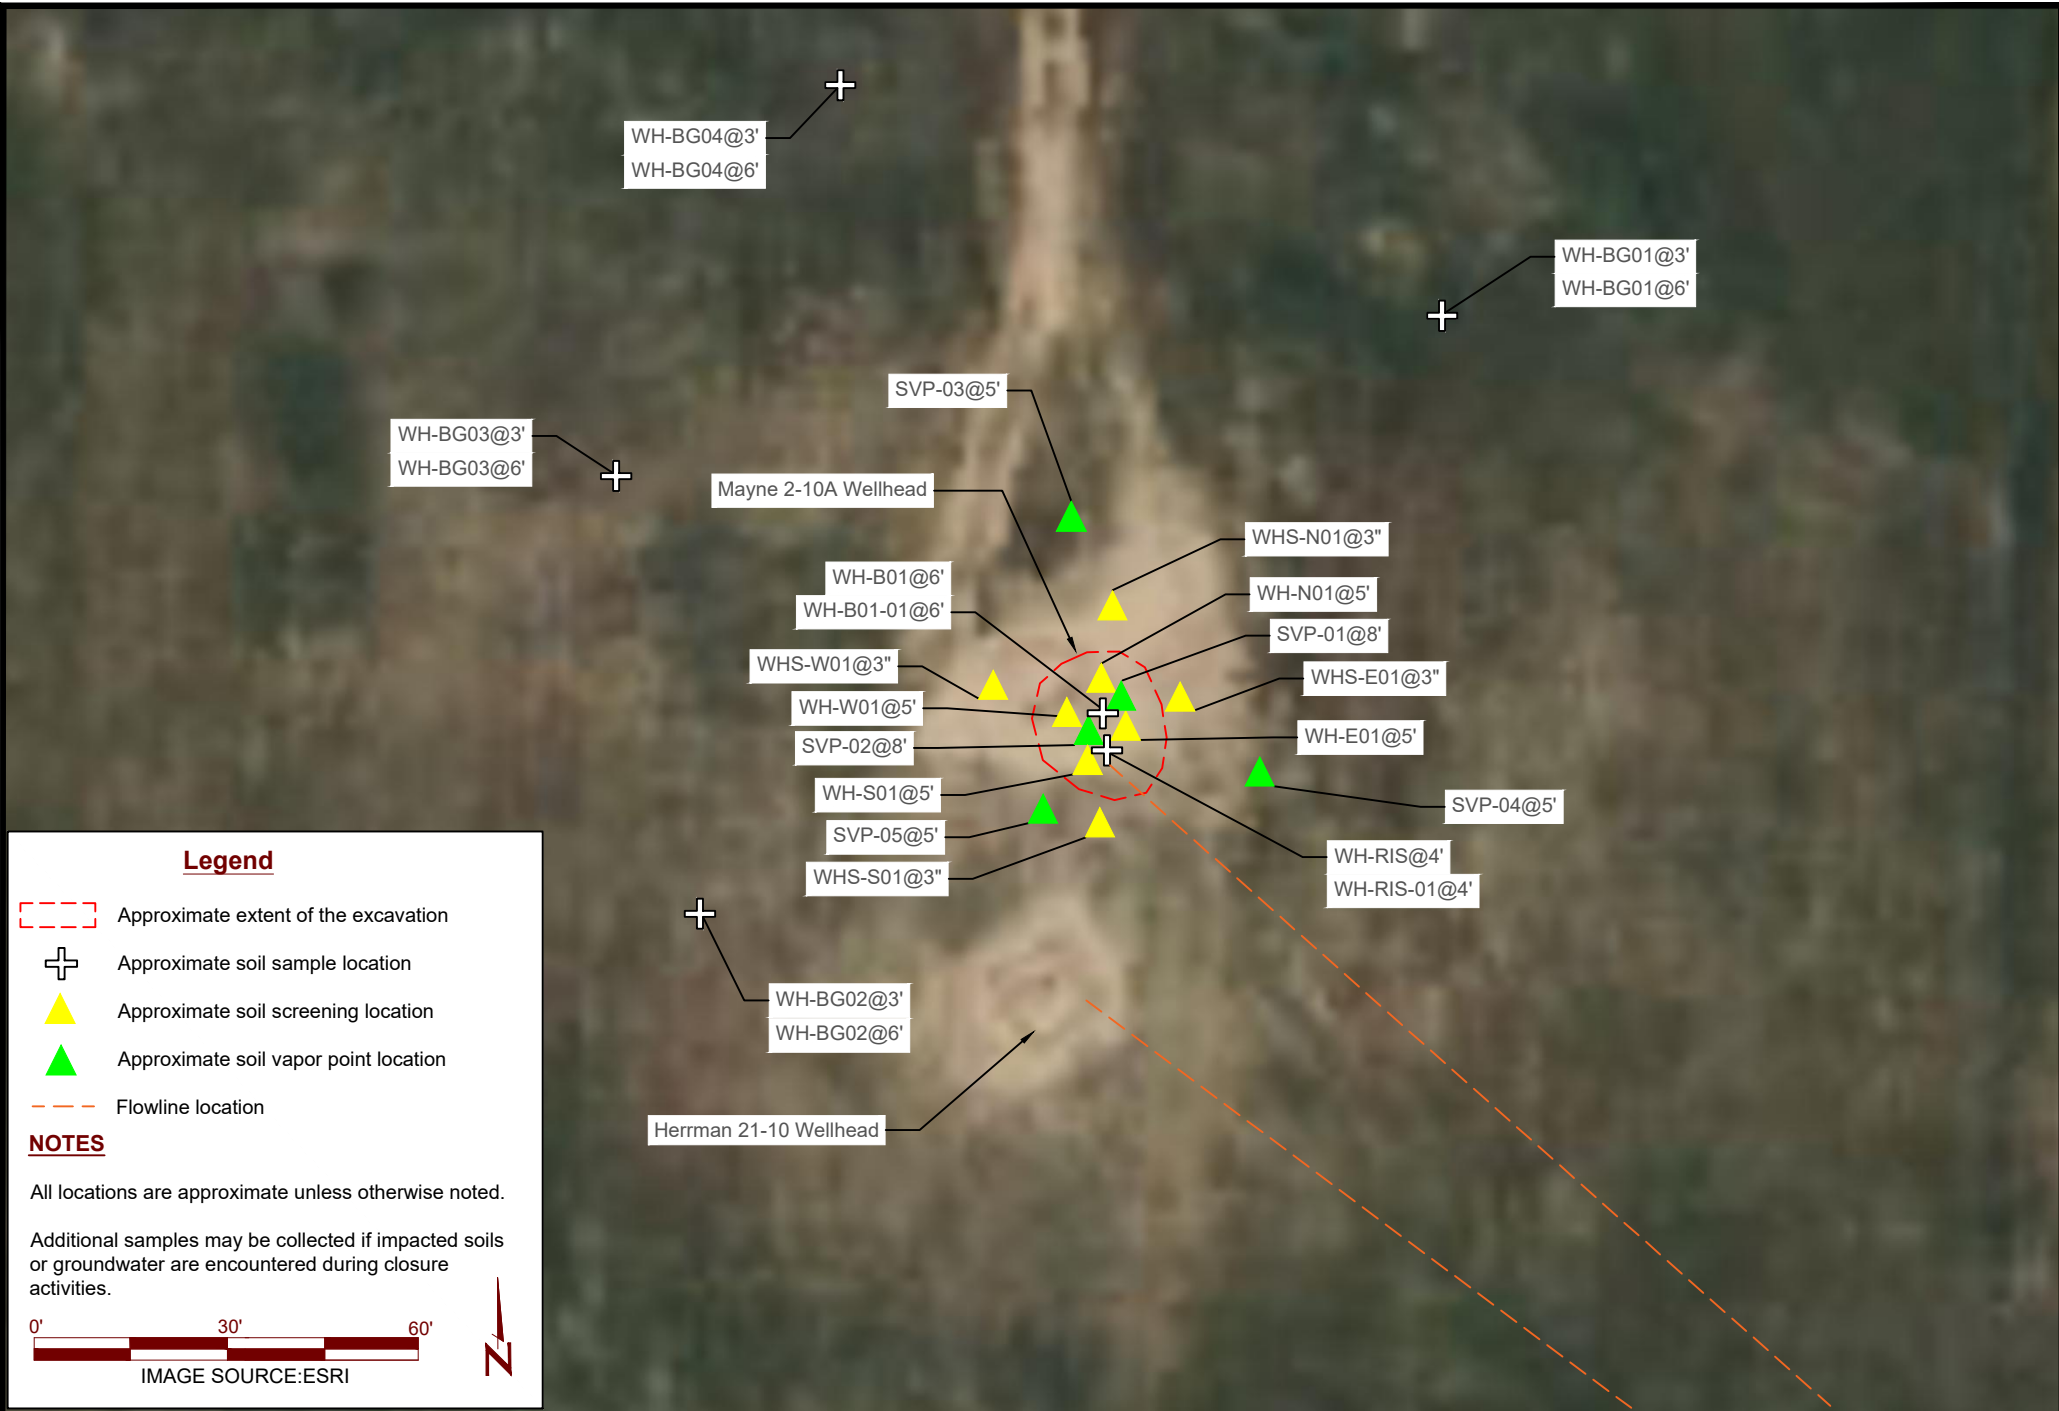 WH-BG04@3'
WH-BG04@6'
WH-BG01@3'
WH-BG01@6'
SVP-03@5'
WH-BG03@3'
WH-BG03@6'
Mayne 2-10A Wellhead
WHS-N01@3"
WH-B01@6'
WH-B01-01@6'
WH-N01@5'
SVP-01@8'
WHS-W01@3"
WHS-E01@3"
WH-W01@5'
SVP-02@8'
WH-E01@5'
WH-S01@5'
SVP-04@5'
SVP-05@5'
WHS-S01@3"
WH-RIS@4'
WH-RIS-01@4'
WH-BG02@3'
WH-BG02@6'
Herrman 21-10 Wellhead
Legend
Approximate extent of the excavation
Approximate soil sample location
Approximate soil screening location
Approximate soil vapor point location
Flowline location
NOTES
All locations are approximate unless otherwise noted.
Additional samples may be collected if impacted soils
or groundwater are encountered during closure
activities.
0' 30' 60'
IMAGE SOURCE:ESRI
N